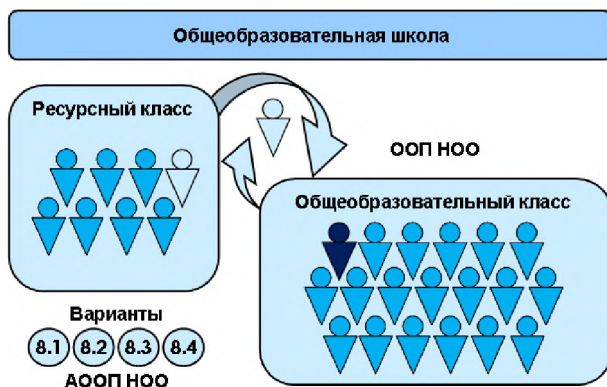 Общеобразовательная школа
Ресурсный класс
ООП НОО
Общеобразовательный класс
Варианты
8.1 8.2 8.3 8.4
АООП НОО